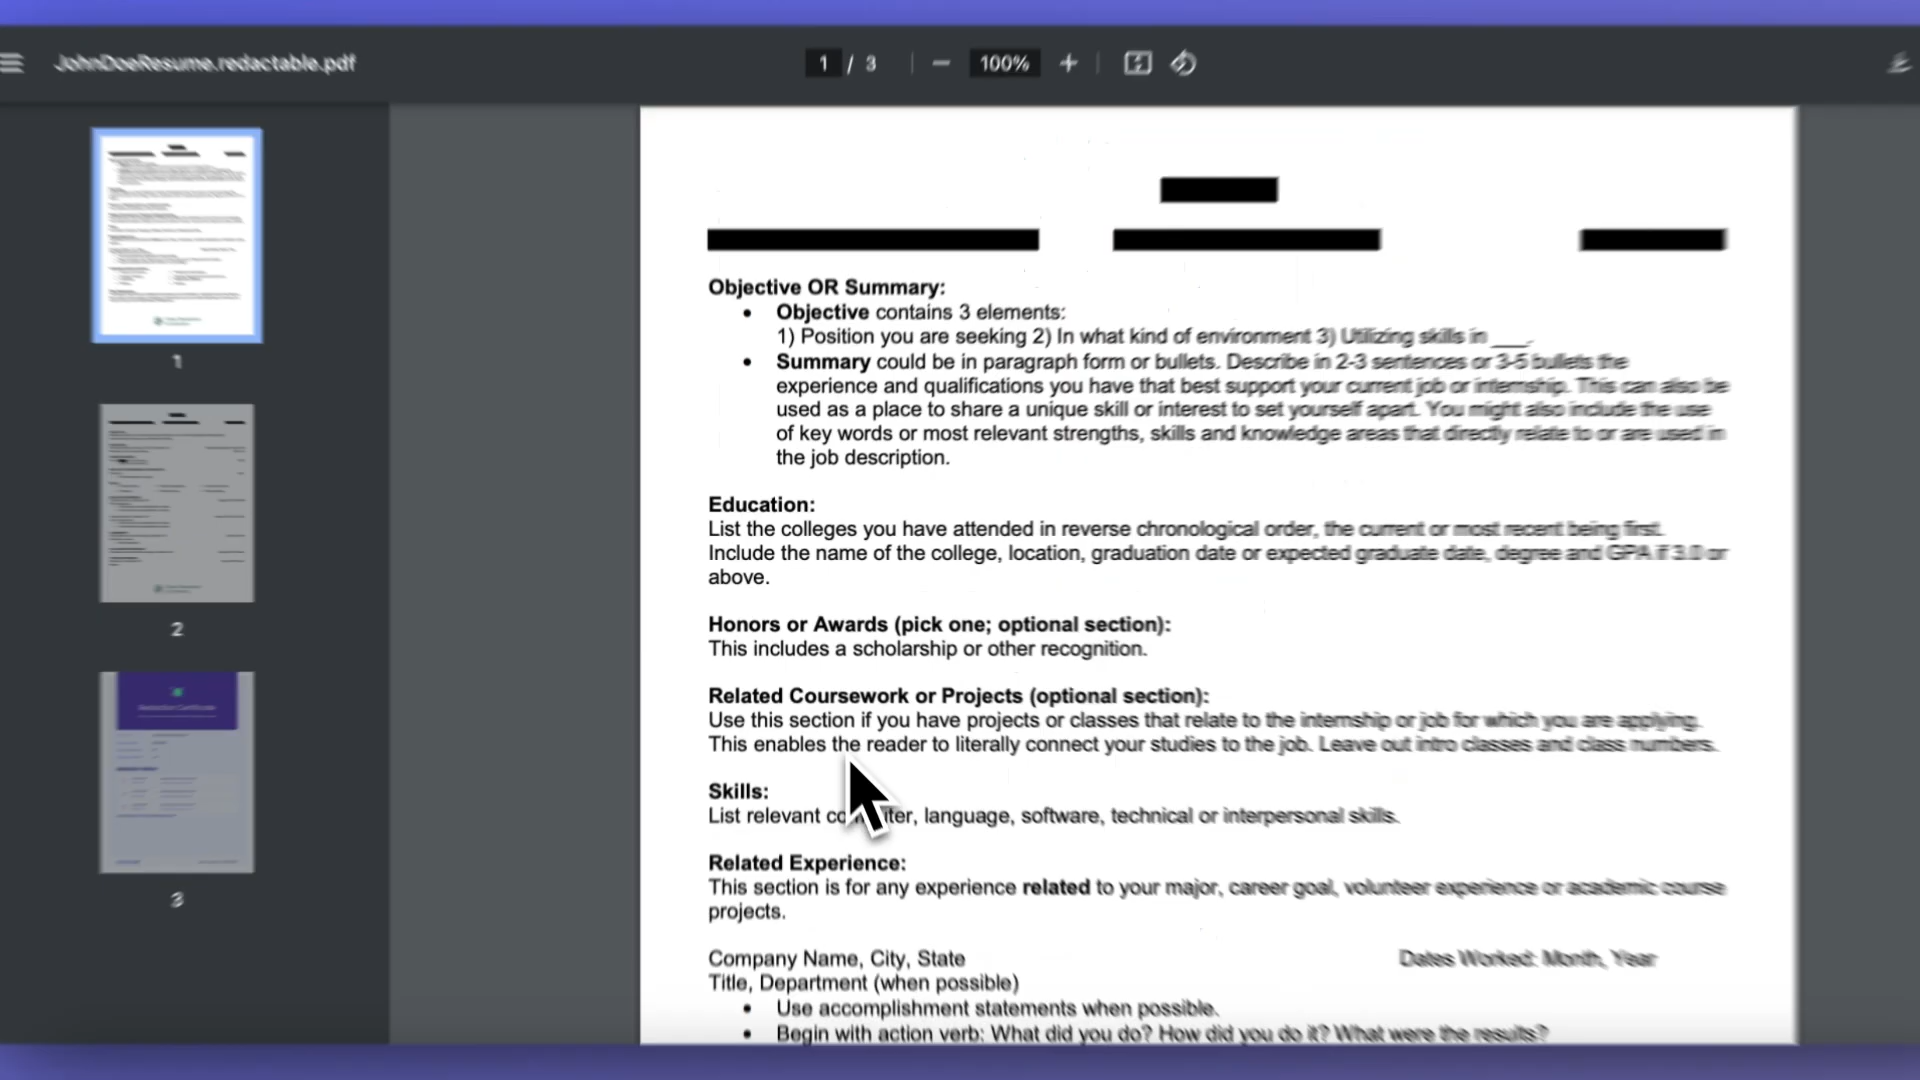 JohnDoeResume.redactable.pdf
1 / 3
100%
1
2
3
Objective OR Summary:
• Objective contains 3 elements:
1) Position you are seeking 2) In what kind of environment 3) Utilizing skills in ___.
• Summary could be in paragraph form or bullets. Describe in 2-3 sentences or 3-5 bullets the
experience and qualifications you have that best support your current job or internship. This can also be
used as a place to share a unique skill or interest to set yourself apart. You might also include the use
of key words or most relevant strengths, skills and knowledge areas that directly relate to or are used in
the job description.
Education:
List the colleges you have attended in reverse chronological order, the current or most recent being first.
Include the name of the college, location, graduation date or expected graduate date, degree and GPA if 3.0 or
above.
Honors or Awards (pick one; optional section):
This includes a scholarship or other recognition.
Related Coursework or Projects (optional section):
Use this section if you have projects or classes that relate to the internship or job for which you are applying.
This enables the reader to literally connect your studies to the job. Leave out intro classes and class numbers.
Skills:
List relevant language, software, technical or interpersonal skills.
Related Experience:
This section is for any experience related to your major, career goal, volunteer experience or academic course
projects.
Company Name, City, State Dates Worked: Month, Year
Title, Department (when possible)
• Use accomplishment statements when possible.
• Begin with action verb: What did you do? How did you do it? What were the results?